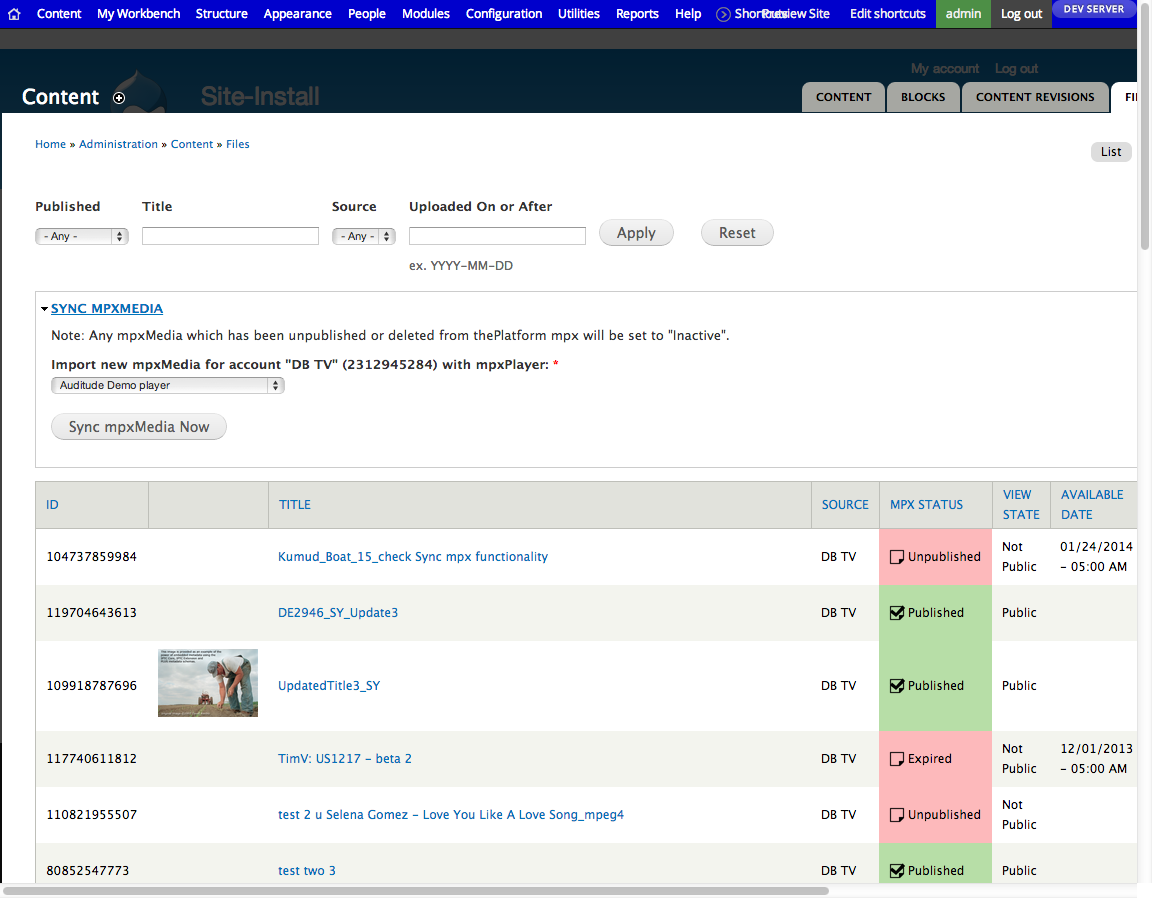 Content My Workbench Structure Appearance People Modules Configuration Utilities Reports Help Shortcuts Preview Site Edit shortcuts admin Log out DEV SERVER
My account Log out
Content Site-Install
CONTENT BLOCKS CONTENT REVISIONS FI
Home » Administration » Content » Files
List
Published Title Source Uploaded On or After
- Any - - Any - Apply Reset
ex. YYYY-MM-DD
SYNC MPXMEDIA
Note: Any mpxMedia which has been unpublished or deleted from thePlatform mpx will be set to "Inactive".
Import new mpxMedia for account "DB TV" (2312945284) with mpxPlayer: *
Auditude Demo player
Sync mpxMedia Now
ID TITLE SOURCE MPX STATUS VIEW STATE AVAILABLE DATE
104737859984 Kumud_Boat_15_check Sync mpx functionality DB TV Unpublished Not Public 01/24/2014 - 05:00 AM
119704643613 DE2946_SY_Update3 DB TV Published Public
109918787696 UpdatedTitle3_SY DB TV Published Public
117740611812 TimV: US1217 - beta 2 DB TV Expired Not Public 12/01/2013 - 05:00 AM
110821955507 test 2 u Selena Gomez - Love You Like A Love Song_mpeg4 DB TV Unpublished Not Public
80852547773 test two 3 DB TV Published Public